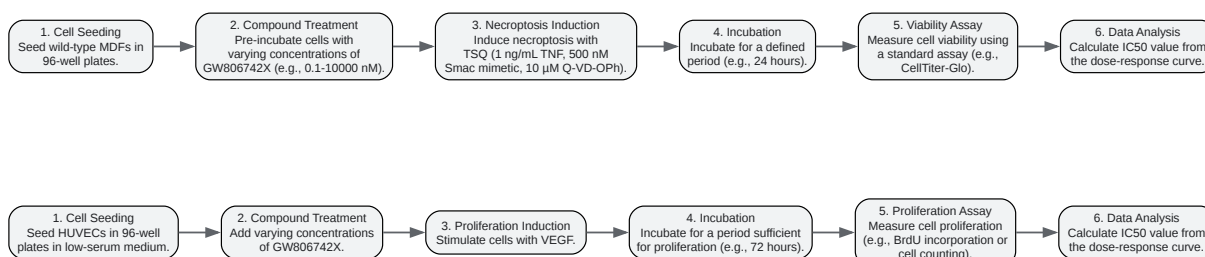 1. Cell Seeding
Seed wild-type MDFs in
96-well plates.
2. Compound Treatment
Pre-incubate cells with
varying concentrations of
GW806742X (e.g., 0.1-10000 nM).
3. Necroptosis Induction
Induce necroptosis with
TSQ (1 ng/mL TNF, 500 nM
Smac mimetic, 10 µM Q-VD-OPh).
4. Incubation
Incubate for a defined
period (e.g., 24 hours).
5. Viability Assay
Measure cell viability using
a standard assay (e.g.,
CellTiter-Glo).
6. Data Analysis
Calculate IC50 value from
the dose-response curve.
1. Cell Seeding
Seed HUVECs in 96-well
plates in low-serum medium.
2. Compound Treatment
Add varying concentrations
of GW806742X.
3. Proliferation Induction
Stimulate cells with VEGF.
4. Incubation
Incubate for a period sufficient
for proliferation (e.g., 72 hours).
5. Proliferation Assay
Measure cell proliferation
(e.g., BrdU incorporation or
cell counting).
6. Data Analysis
Calculate IC50 value from
the dose-response curve.